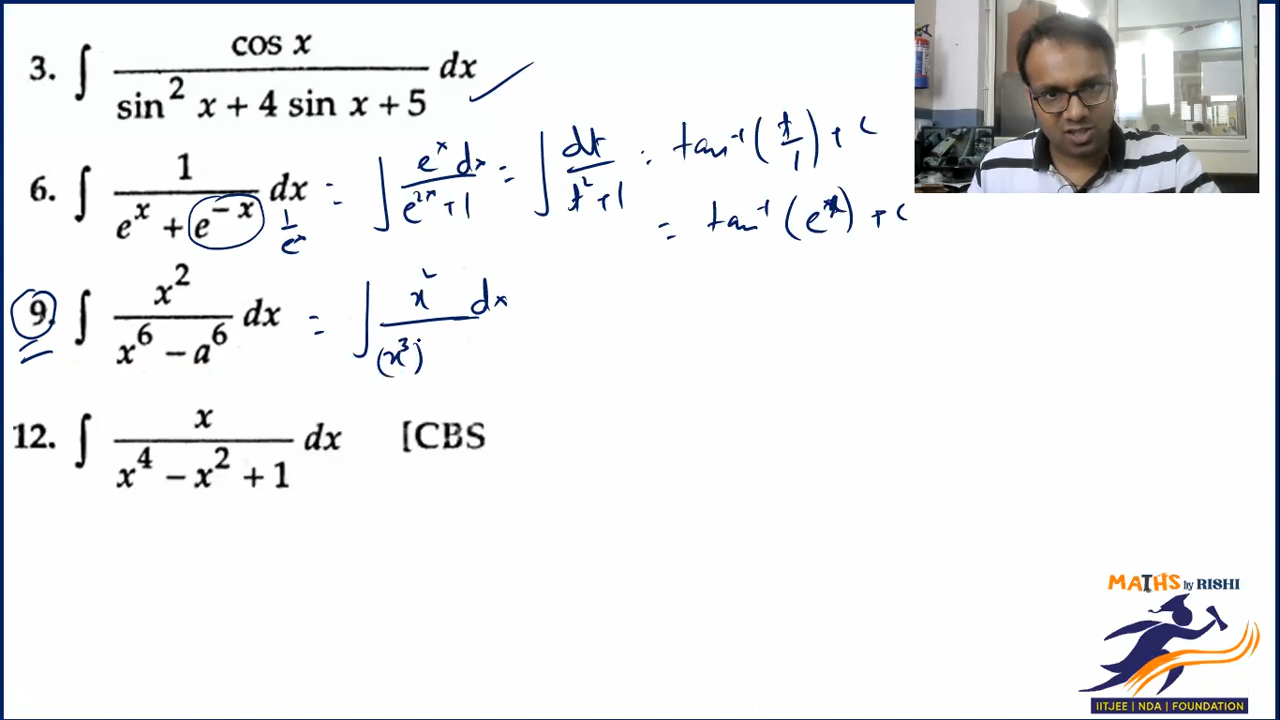 3. ∫ cos x / (sin² x + 4 sin x + 5) dx ✓
6. ∫ 1 / (eˣ + e⁻ˣ) dx = ∫ eˣ dx / (e²ˣ + 1) = ∫ dt / (t² + 1) = tan⁻¹ (t/1) + c
1/eˣ
= tan⁻¹ (eˣ) + c
9. ∫ x² / (x⁶ − a⁶) dx = ∫ x² dx / (x³)²
12. ∫ x / (x⁴ − x² + 1) dx [CBS
MATHS by RISHI
IITJEE | NDA | FOUNDATION